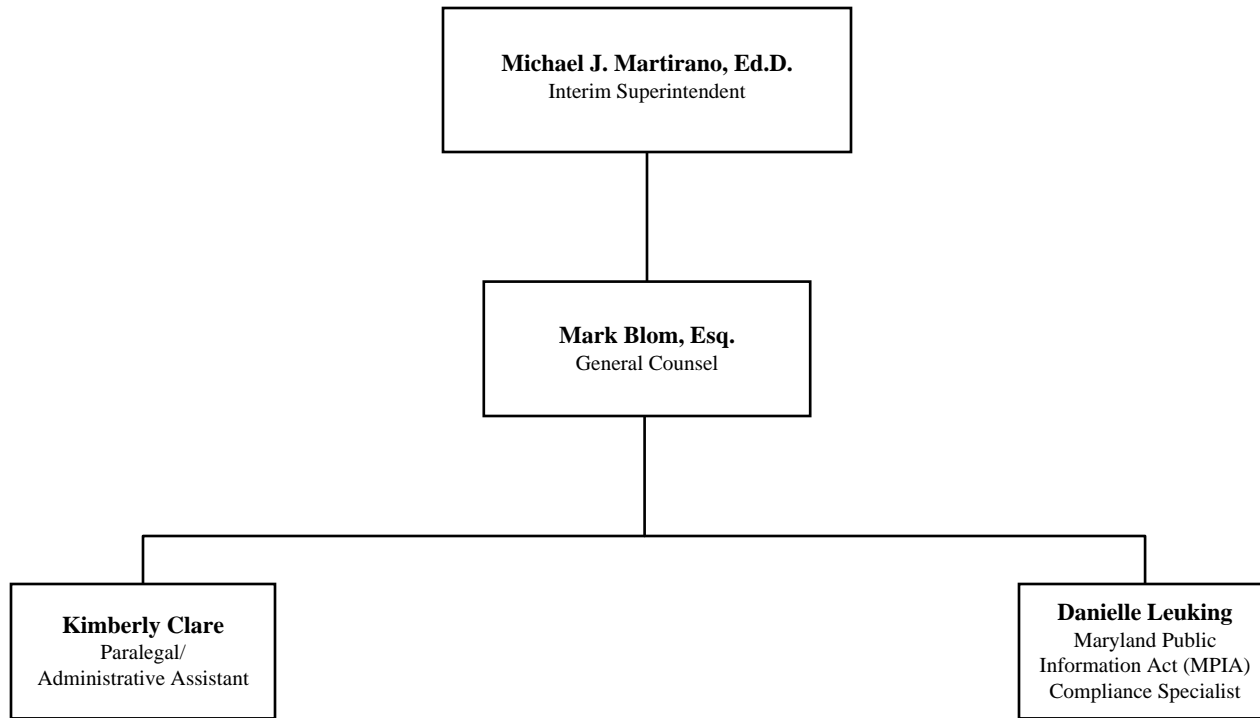 Michael J. Martirano, Ed.D.
Interim Superintendent
Mark Blom, Esq.
General Counsel
Kimberly Clare
Paralegal/
Administrative Assistant
Danielle Leuking
Maryland Public
Information Act (MPIA)
Compliance Specialist